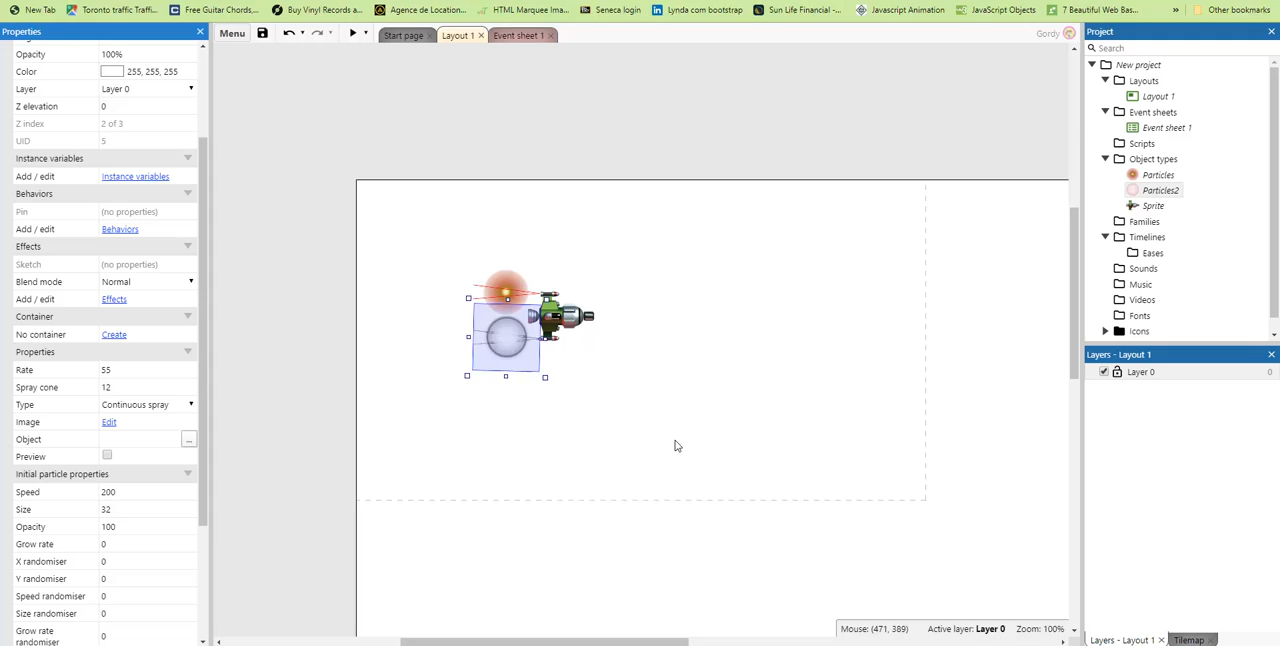 New Tab Toronto traffic Traffi... Free Guitar Chords,... Buy Vinyl Records a... Agence de Location... HTML Marquee Ima... Seneca login Lynda com bootstrap Sun Life Financial -... Javascript Animation JavaScript Objects 7 Beautiful Web Bas... » Other bookmarks
Properties Menu Start page Layout 1 Event sheet 1 Gordy Project
Opacity 100%
Color 255, 255, 255
Layer Layer 0
Z elevation 0
Z index 2 of 3
UID 5
Instance variables
Add / edit Instance variables
Behaviors
Pin (no properties)
Add / edit Behaviors
Effects
Sketch (no properties)
Blend mode Normal
Add / edit Effects
Container
No container Create
Properties
Rate 55
Spray cone 12
Type Continuous spray
Image Edit
Object ...
Preview
Initial particle properties
Speed 200
Size 32
Opacity 100
Grow rate 0
X randomiser 0
Y randomiser 0
Speed randomiser 0
Size randomiser 0
Grow rate
randomiser 0
Search
New project
Layouts
Layout 1
Event sheets
Event sheet 1
Scripts
Object types
Particles
Particles2
Sprite
Families
Timelines
Eases
Sounds
Music
Videos
Fonts
Icons
Layers - Layout 1
Layer 0 0
Mouse: (471, 389) Active layer: Layer 0 Zoom: 100%
Layers - Layout 1 Tilemap